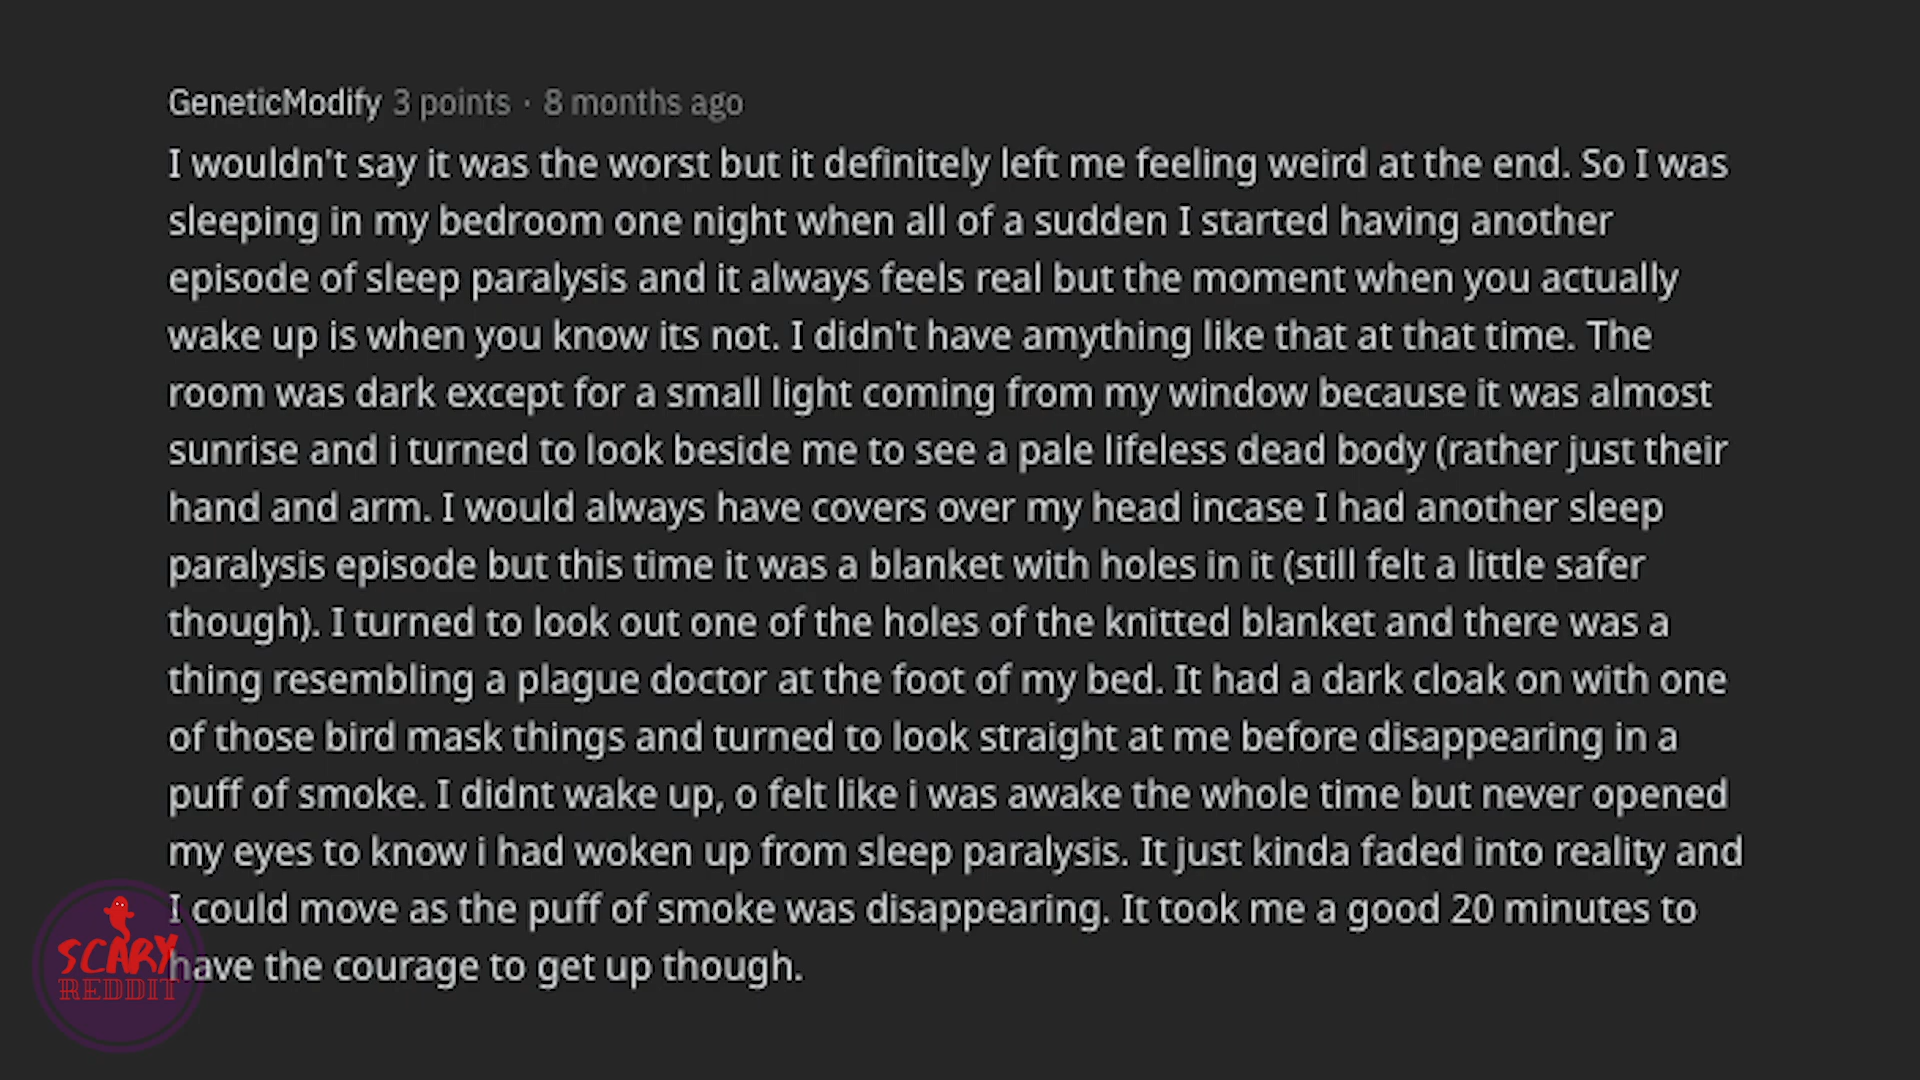 GeneticModify 3 points · 8 months ago
I wouldn't say it was the worst but it definitely left me feeling weird at the end. So I was
sleeping in my bedroom one night when all of a sudden I started having another
episode of sleep paralysis and it always feels real but the moment when you actually
wake up is when you know its not. I didn't have amything like that at that time. The
room was dark except for a small light coming from my window because it was almost
sunrise and i turned to look beside me to see a pale lifeless dead body (rather just their
hand and arm. I would always have covers over my head incase I had another sleep
paralysis episode but this time it was a blanket with holes in it (still felt a little safer
though). I turned to look out one of the holes of the knitted blanket and there was a
thing resembling a plague doctor at the foot of my bed. It had a dark cloak on with one
of those bird mask things and turned to look straight at me before disappearing in a
puff of smoke. I didnt wake up, o felt like i was awake the whole time but never opened
my eyes to know i had woken up from sleep paralysis. It just kinda faded into reality and
I could move as the puff of smoke was disappearing. It took me a good 20 minutes to
have the courage to get up though.
SCARY
REDDIT